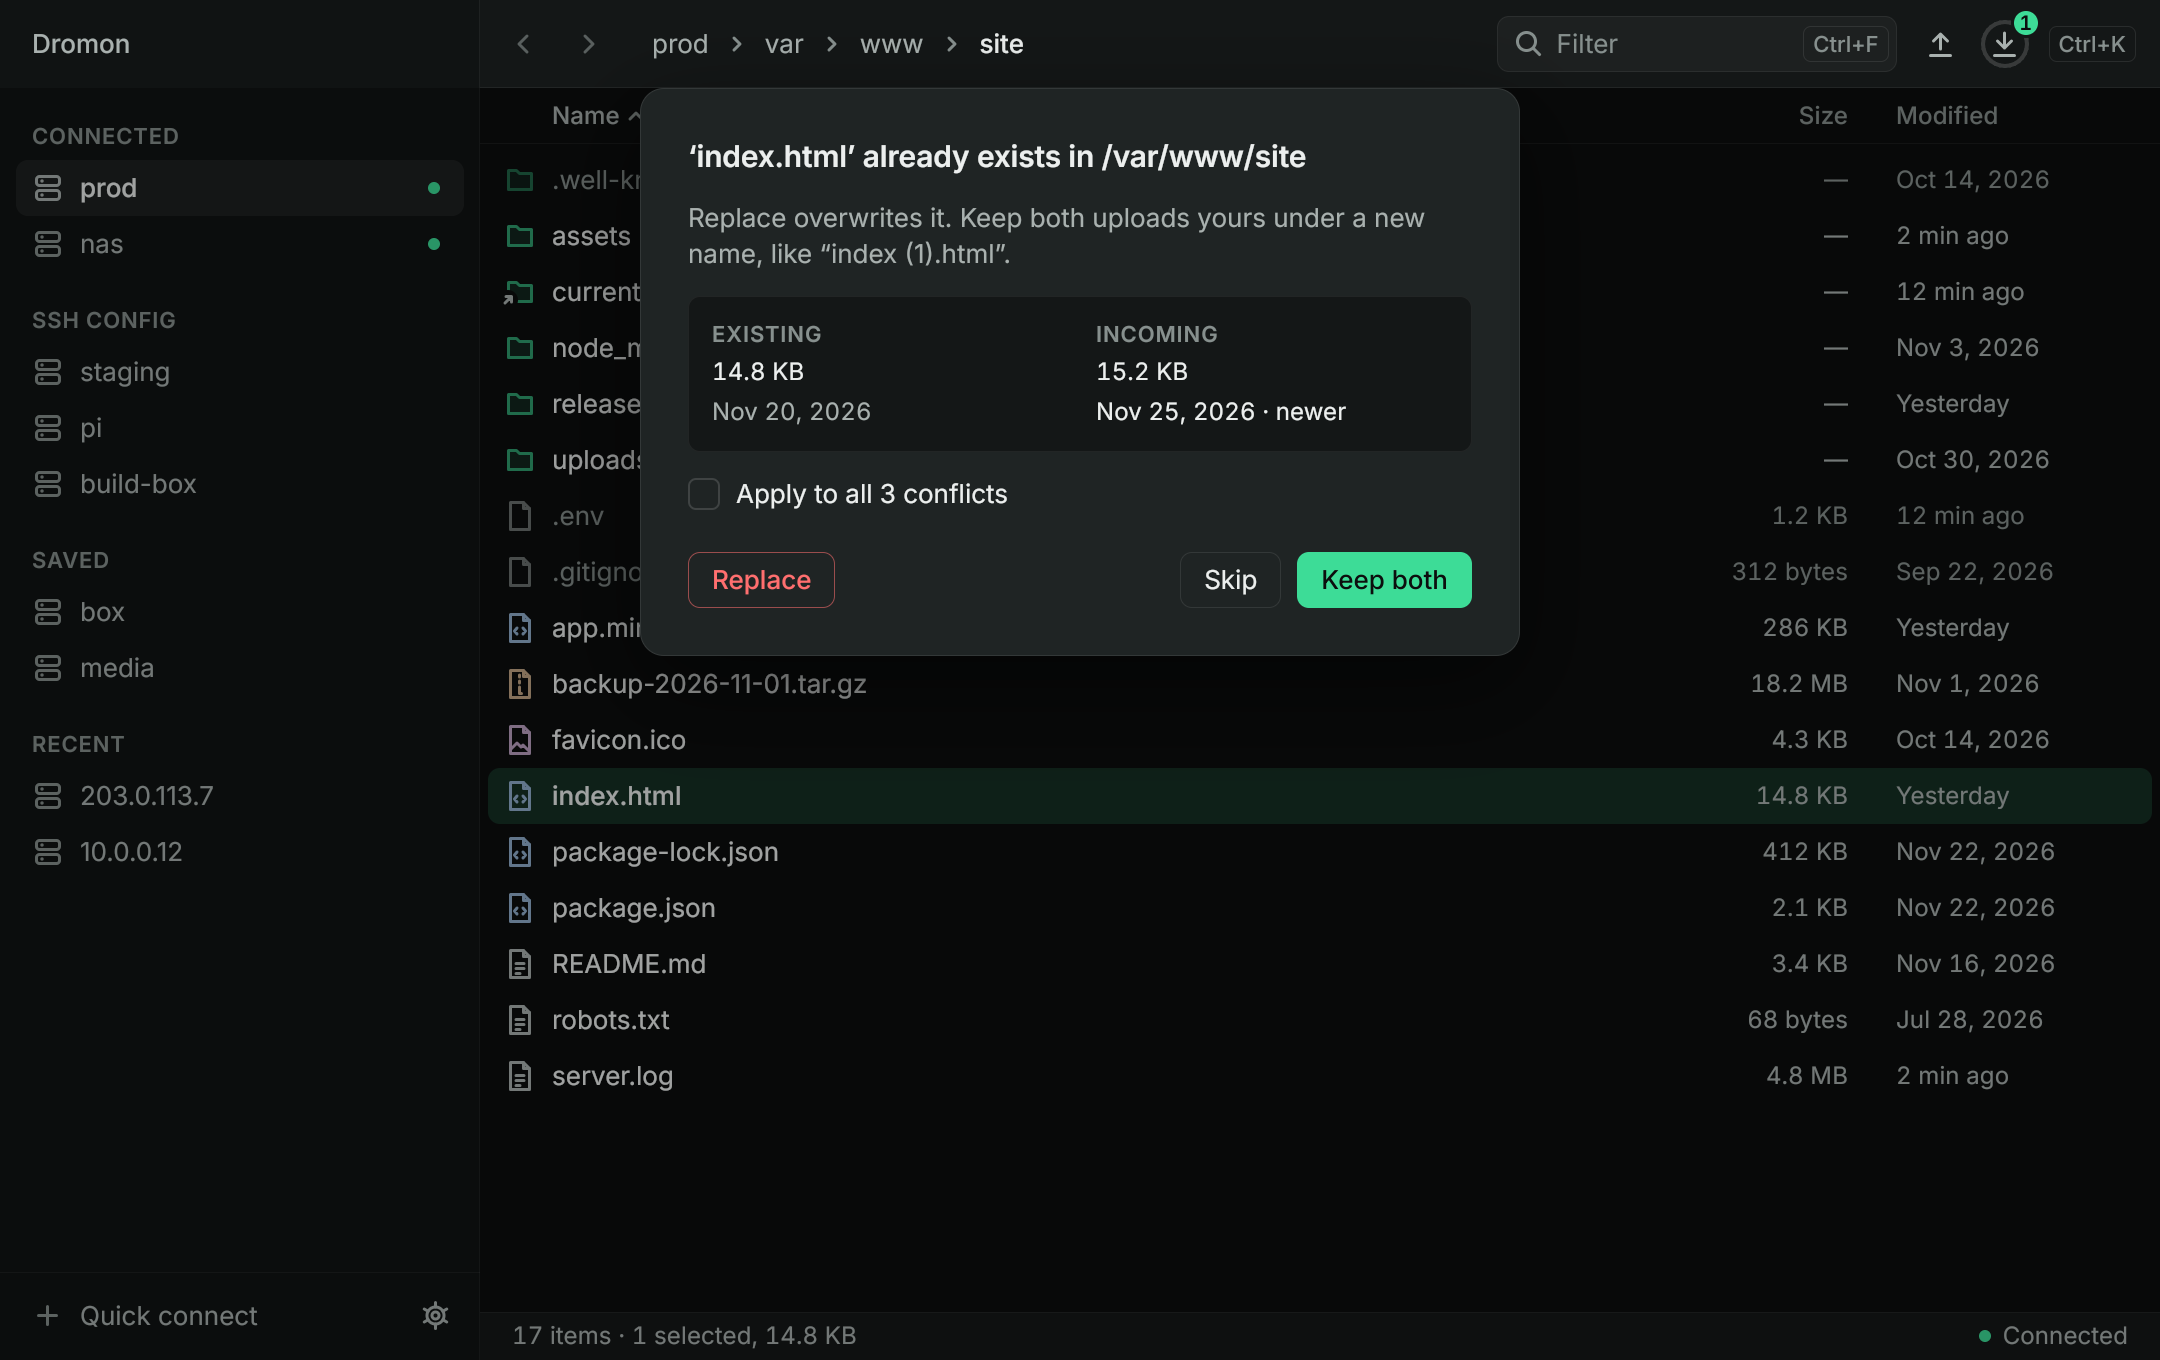 Dromon
prod › var › www › site
Filter
Ctrl+F
1
Ctrl+K
CONNECTED
prod
nas
SSH CONFIG
staging
pi
build-box
SAVED
box
media
RECENT
203.0.113.7
10.0.0.12
Quick connect
‘index.html’ already exists in /var/www/site
Replace overwrites it. Keep both uploads yours under a new
name, like “index (1).html”.
EXISTING
14.8 KB
Nov 20, 2026
INCOMING
15.2 KB
Nov 25, 2026 · newer
Apply to all 3 conflicts
Replace
Skip
Keep both
Name Size Modified
— Oct 14, 2026
assets — 2 min ago
current — 12 min ago
— Nov 3, 2026
— Yesterday
— Oct 30, 2026
.env 1.2 KB 12 min ago
312 bytes Sep 22, 2026
286 KB Yesterday
backup-2026-11-01.tar.gz 18.2 MB Nov 1, 2026
favicon.ico 4.3 KB Oct 14, 2026
index.html 14.8 KB Yesterday
package-lock.json 412 KB Nov 22, 2026
package.json 2.1 KB Nov 22, 2026
README.md 3.4 KB Nov 16, 2026
robots.txt 68 bytes Jul 28, 2026
server.log 4.8 MB 2 min ago
17 items · 1 selected, 14.8 KB
Connected